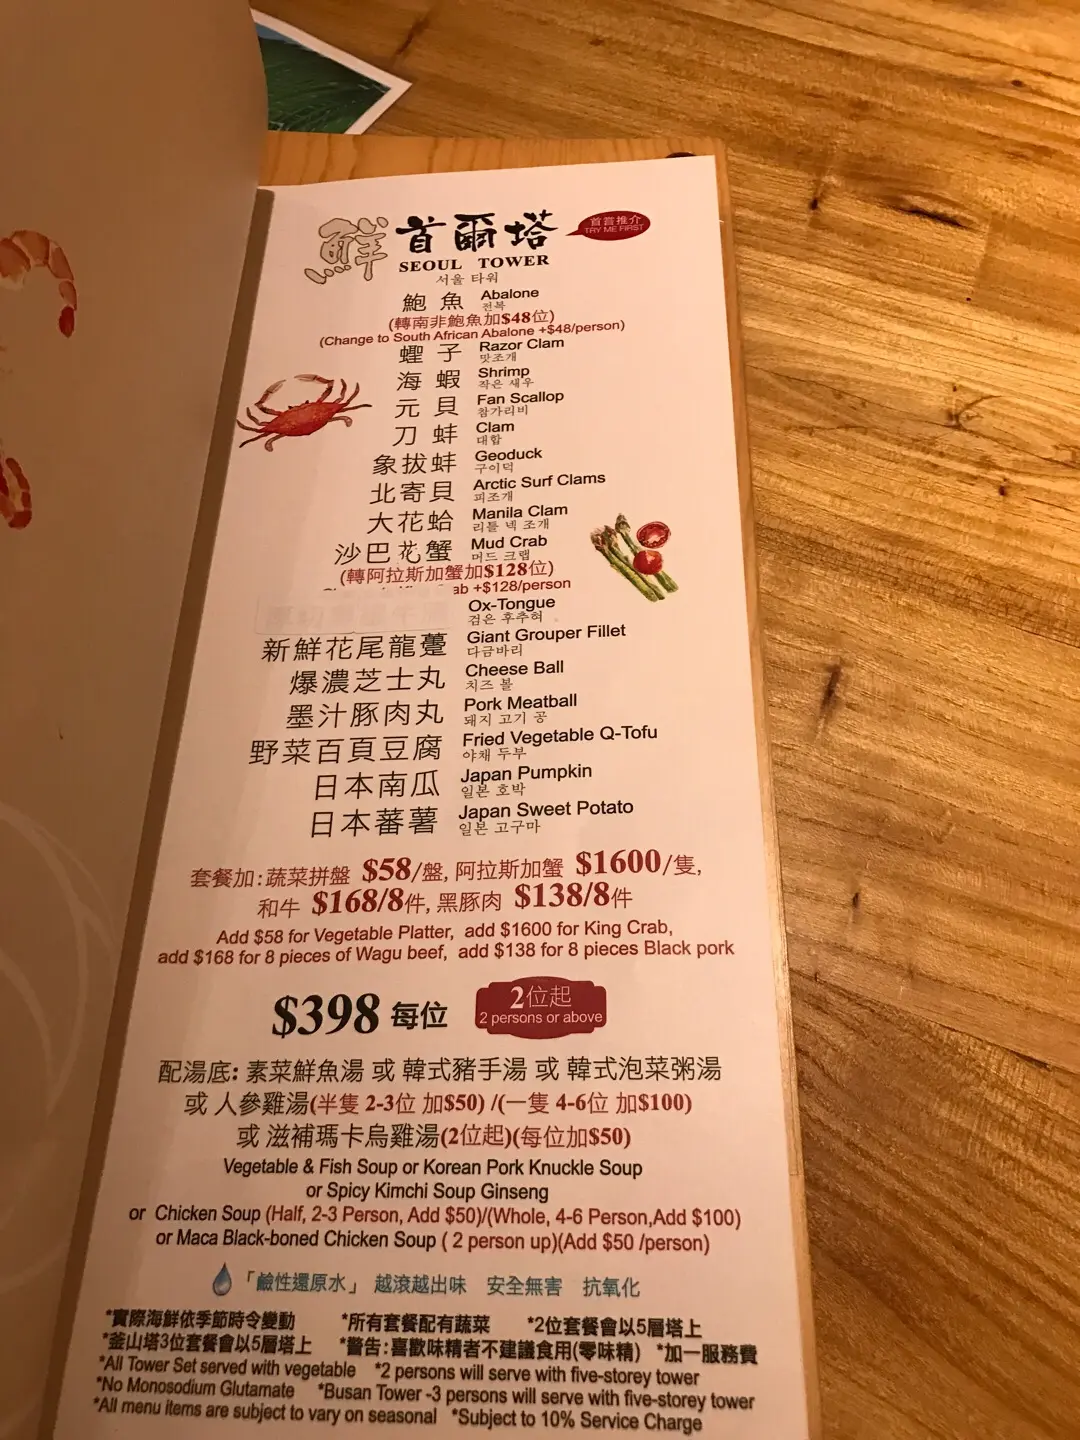 鮮 首爾塔 首嘗推介
TRY ME FIRST
SEOUL TOWER
서울 타워
鮑魚 Abalone
전복
(轉南非鮑魚加$48位)
(Change to South African Abalone +$48/person)
蟶子 Razor Clam
맛조개
海蝦 Shrimp
작은 새우
元貝 Fan Scallop
참가리비
刀蚌 Clam
대합
象拔蚌 Geoduck
구이덕
北寄貝 Arctic Surf Clams
피조개
大花蛤 Manila Clam
리틀 넥 조개
沙巴花蟹 Mud Crab
머드 크랩
(轉阿拉斯加蟹加$128位)
+$128/person
Ox-Tongue
검은 후추혀
新鮮花尾龍躉 Giant Grouper Fillet
다금바리
爆濃芝士丸 Cheese Ball
치즈 볼
墨汁豚肉丸 Pork Meatball
돼지 고기 공
野菜百頁豆腐 Fried Vegetable Q-Tofu
야채 두부
日本南瓜 Japan Pumpkin
일본 호박
日本蕃薯 Japan Sweet Potato
일본 고구마
套餐加:蔬菜拼盤 $58/盤, 阿拉斯加蟹 $1600/隻,
和牛 $168/8件, 黑豚肉 $138/8件
Add $58 for Vegetable Platter, add $1600 for King Crab,
add $168 for 8 pieces of Wagu beef, add $138 for 8 pieces Black pork
$398 每位 2位起
2 persons or above
配湯底: 素菜鮮魚湯 或 韓式豬手湯 或 韓式泡菜粥湯
或 人參雞湯(半隻 2-3位 加$50) /(一隻 4-6位 加$100)
或 滋補瑪卡烏雞湯(2位起)(每位加$50)
Vegetable & Fish Soup or Korean Pork Knuckle Soup
or Spicy Kimchi Soup Ginseng
or Chicken Soup (Half, 2-3 Person, Add $50)/(Whole, 4-6 Person,Add $100)
or Maca Black-boned Chicken Soup ( 2 person up)(Add $50 /person)
「鹼性還原水」 越滾越出味 安全無害 抗氧化
*實際海鮮依季節時令變動 *所有套餐配有蔬菜 *2位套餐會以5層塔上
*釜山塔3位套餐會以5層塔上 *警告:喜歡味精者不建議食用(零味精) *加一服務費
*All Tower Set served with vegetable *2 persons will serve with five-storey tower
*No Monosodium Glutamate *Busan Tower -3 persons will serve with five-storey tower
*All menu items are subject to vary on seasonal *Subject to 10% Service Charge